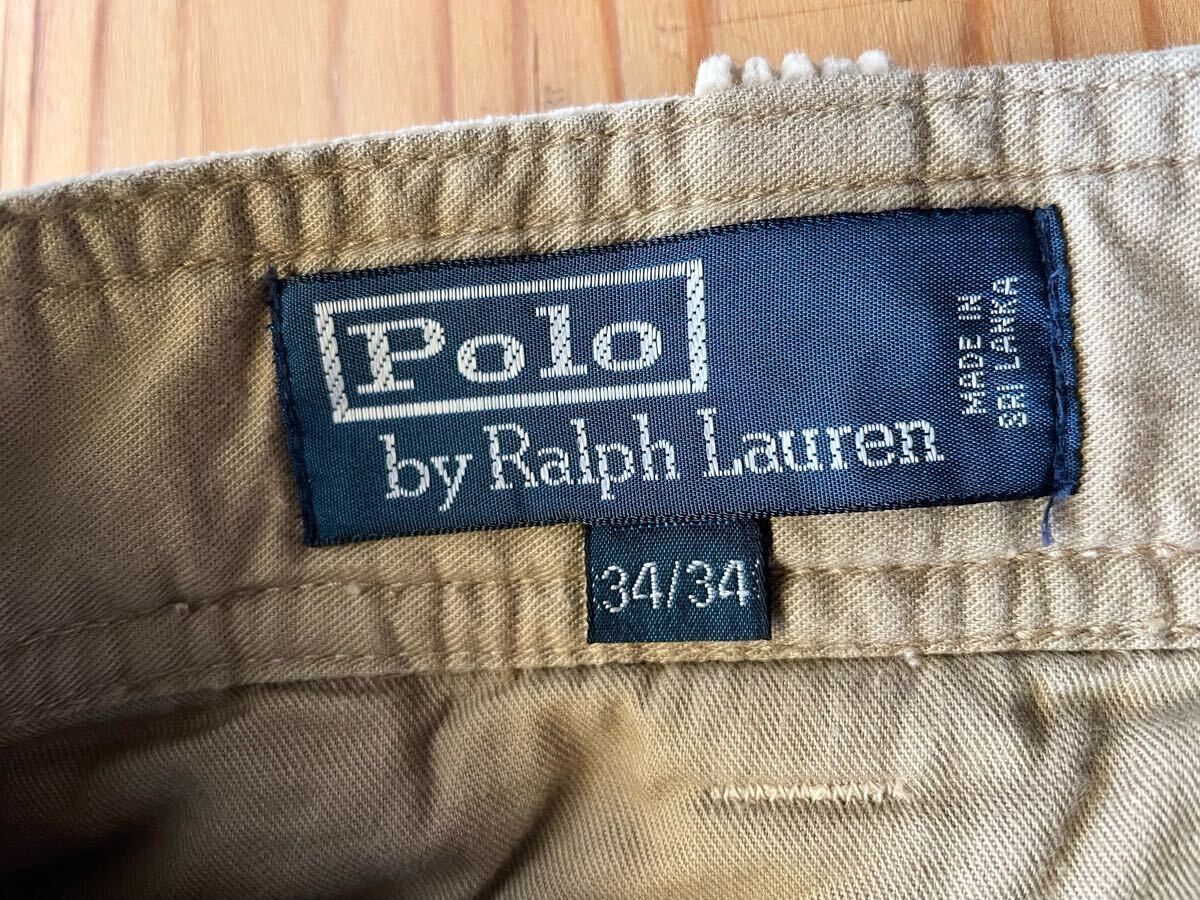 Polo
by Ralph Lauren
MADE IN
SRI LANKA
34/34